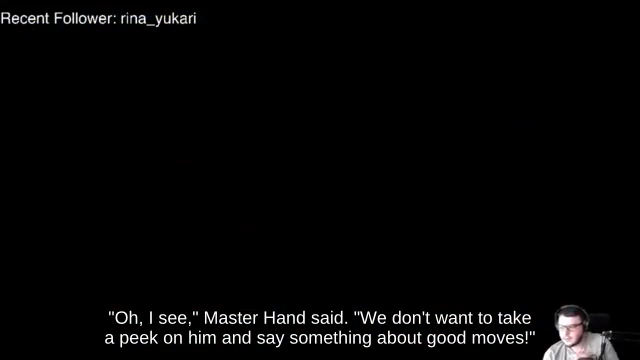 Recent Follower: rina_yukari
"Oh, I see," Master Hand said. "We don't want to take
a peek on him and say something about good moves!"